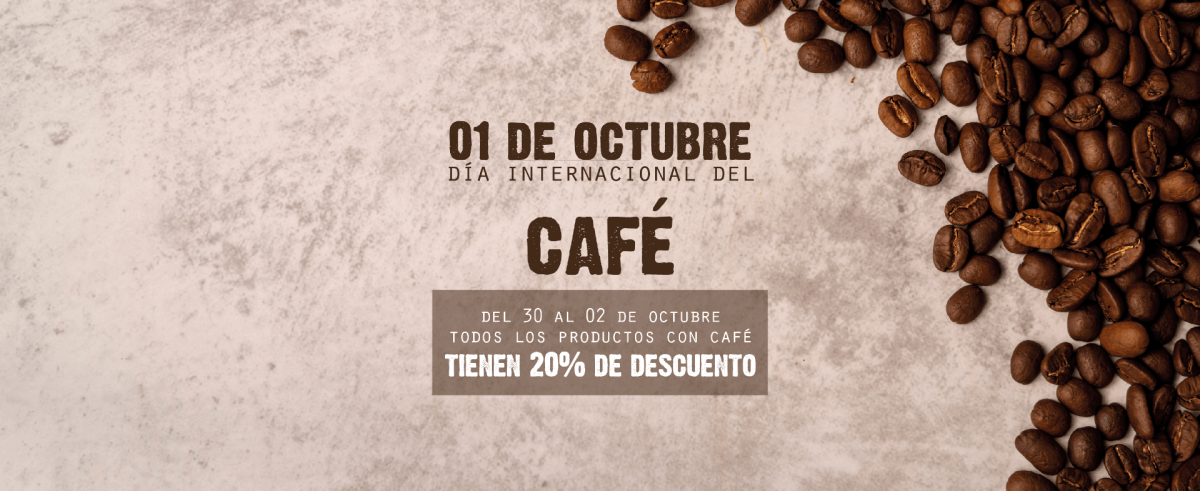 01 DE OCTUBRE
DÍA INTERNACIONAL DEL
CAFÉ
DEL 30 AL 02 DE OCTUBRE
TODOS LOS PRODUCTOS CON CAFÉ
TIENEN 20% DE DESCUENTO